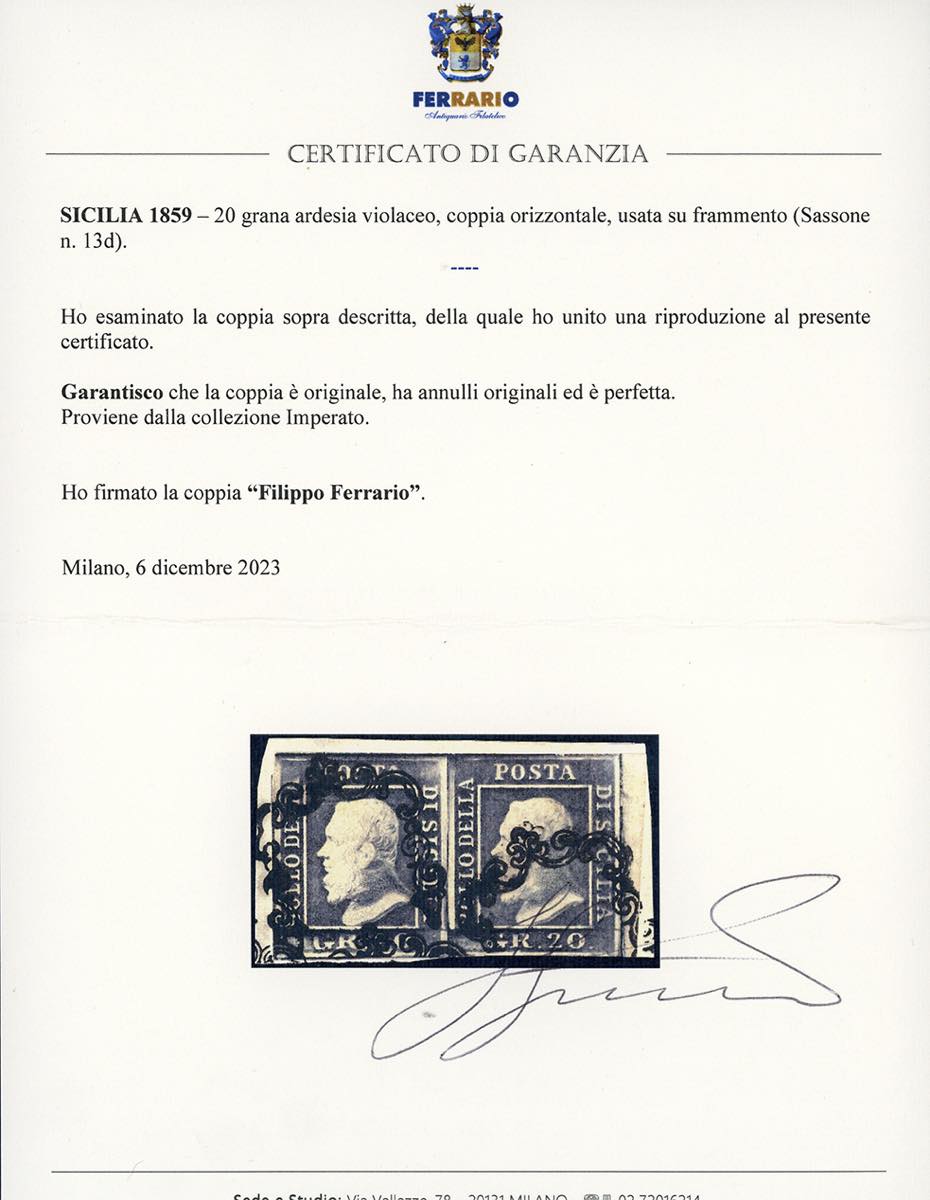 FERRARIO
Antiquario Filatelico
CERTIFICATO DI GARANZIA
SICILIA 1859 – 20 grana ardesia violaceo, coppia orizzontale, usata su frammento (Sassone
n. 13d).
----
Ho esaminato la coppia sopra descritta, della quale ho unito una riproduzione al presente
certificato.
Garantisco che la coppia è originale, ha annulli originali ed è perfetta.
Proviene dalla collezione Imperato.
Ho firmato la coppia “Filippo Ferrario”.
Milano, 6 dicembre 2023
POSTA
DELLA
POSTA
DI SICILIA
GR. 20